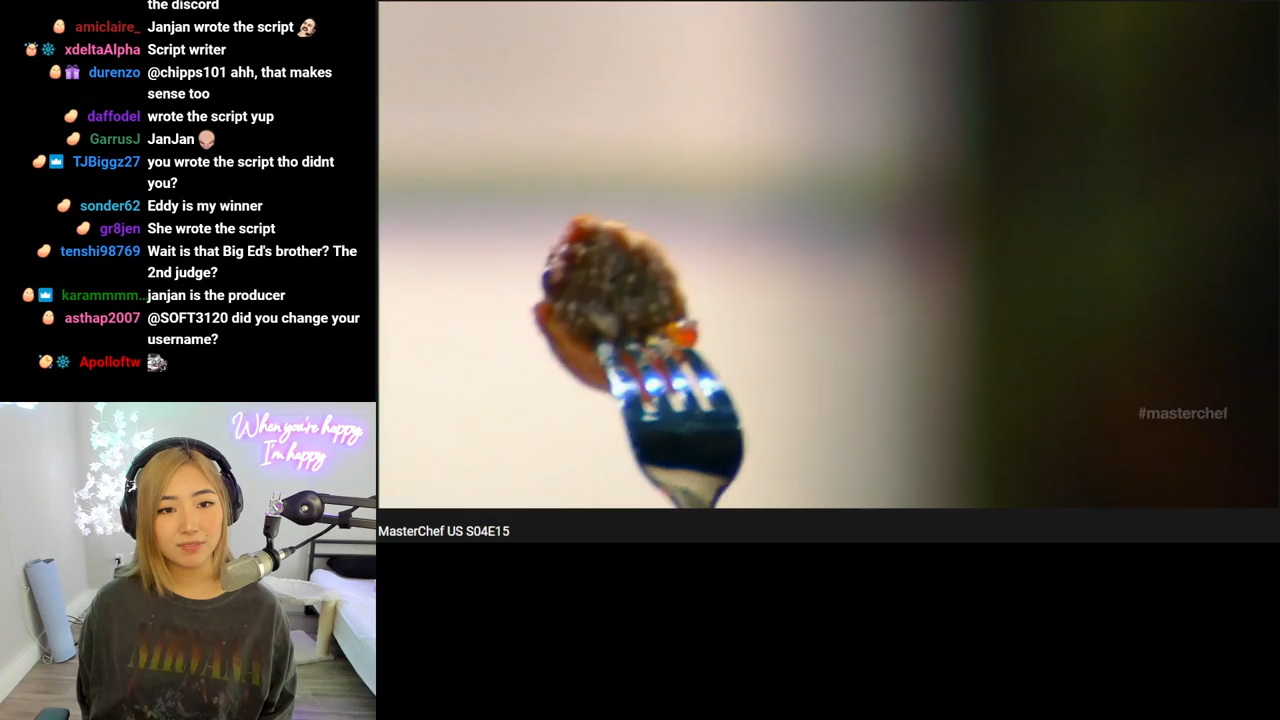 the discord
amiclaire_ Janjan wrote the script
xdeltaAlpha Script writer
durenzo @chipps101 ahh, that makes
sense too
daffodel wrote the script yup
GarrusJ JanJan
TJBiggz27 you wrote the script tho didnt
you?
sonder62 Eddy is my winner
gr8jen She wrote the script
tenshi98769 Wait is that Big Ed's brother? The
2nd judge?
karammmm... janjan is the producer
asthap2007 @SOFT3120 did you change your
username?
Apolloftw
When you're happy,
I'm happy
NIRVANA
#masterchef
MasterChef US S04E15